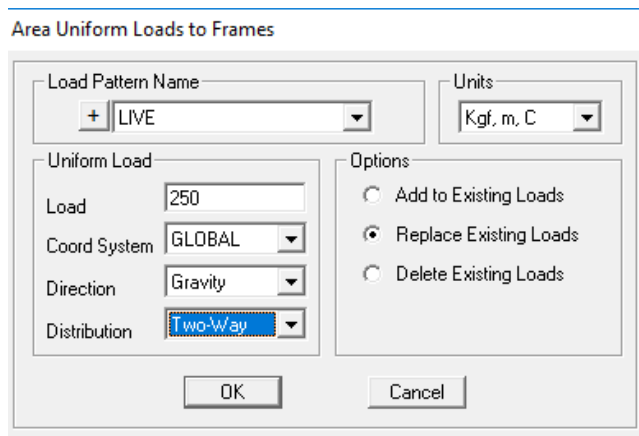 Area Uniform Loads to Frames
Load Pattern Name
+ LIVE
Units
Kgf, m, C
Uniform Load
Load 250
Coord System GLOBAL
Direction Gravity
Distribution Two-Way
Options
Add to Existing Loads
Replace Existing Loads
Delete Existing Loads
OK Cancel